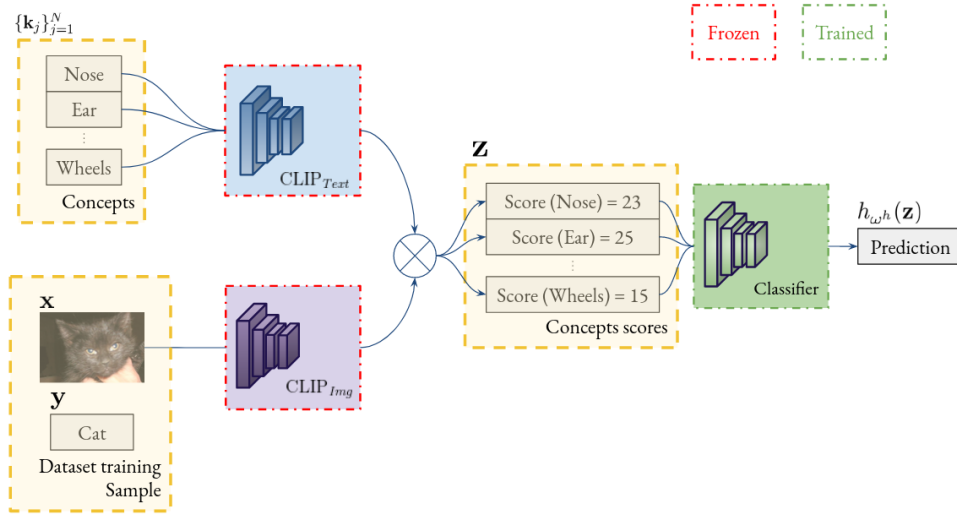 {k_j}_{j=1}^N
Nose
Ear
...
Wheels
Concepts
CLIP_Text
Frozen
Trained
z
Score (Nose) = 23
Score (Ear) = 25
...
Score (Wheels) = 15
Concepts scores
Classifier
h_{ω^h}(z)
Prediction
x
y
Cat
Dataset training
Sample
CLIP_Img